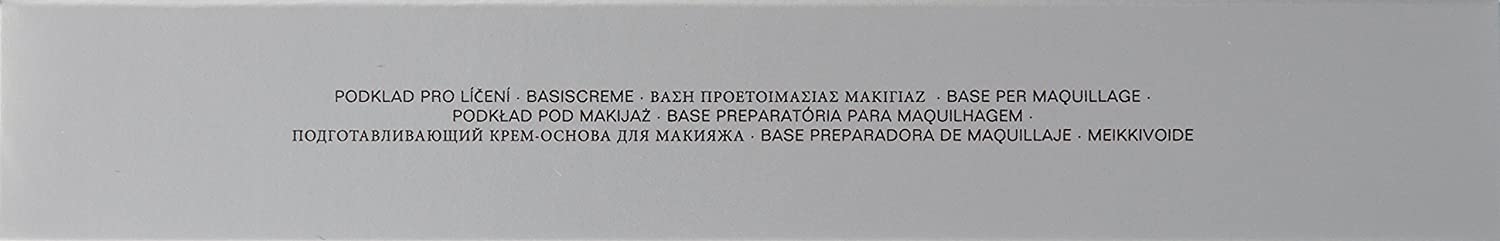 PODKLAD PRO LÍČENÍ · BASISCREME · ΒΑΣΗ ΠΡΟΕΤΟΙΜΑΣΙΑΣ ΜΑΚΙΓΙΑΖ · BASE PER MAQUILLAGE ·
PODKŁAD POD MAKIJAŻ · BASE PREPARATÓRIA PARA MAQUILHAGEM ·
ПОДГОТАВЛИВАЮЩИЙ КРЕМ-ОСНОВА ДЛЯ МАКИЯЖА · BASE PREPARADORA DE MAQUILLAJE · MEIKKIVOIDE